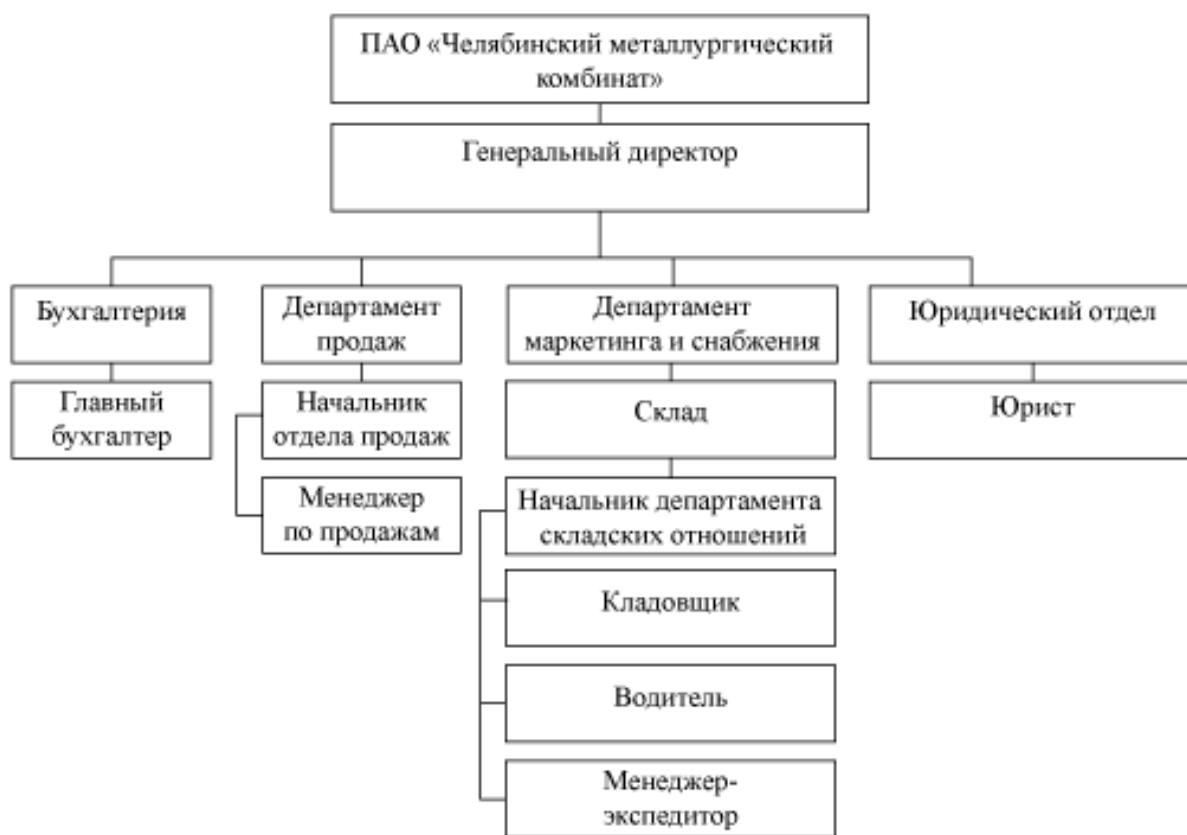 ПАО «Челябинский металлургический
комбинат»
Генеральный директор
Бухгалтерия
Департамент
продаж
Департамент
маркетинга и снабжения
Юридический отдел
Главный
бухгалтер
Начальник
отдела продаж
Склад
Юрист
Менеджер
по продажам
Начальник департамента
складских отношений
Кладовщик
Водитель
Менеджер-
экспедитор